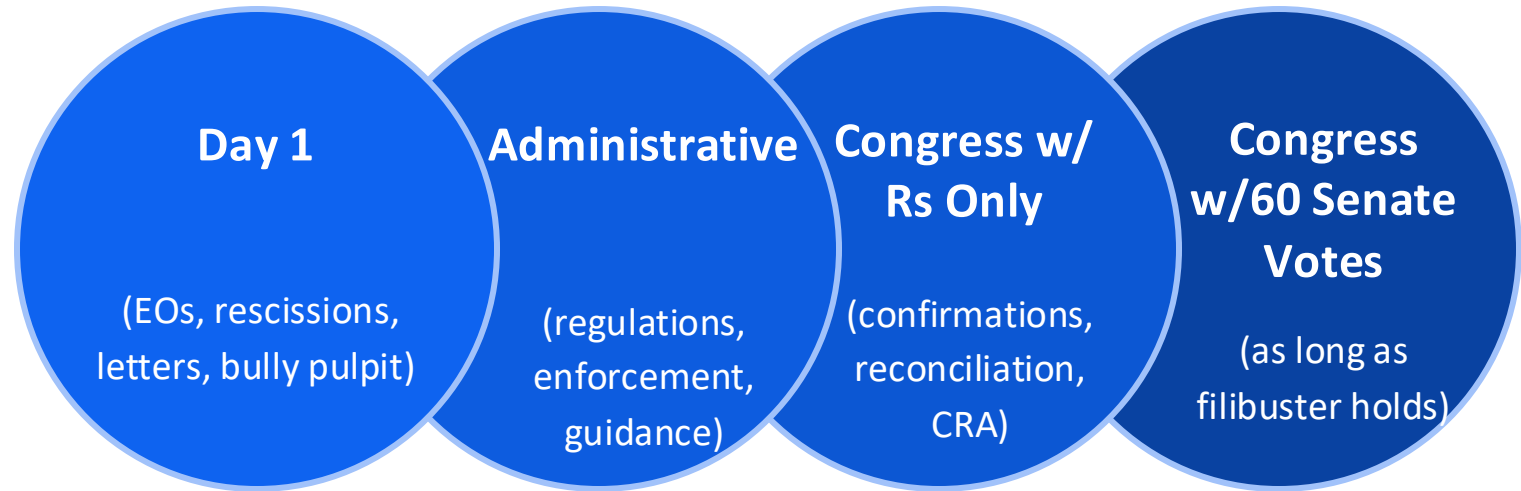 Day 1
(EOs, rescissions,
letters, bully pulpit)
Administrative
(regulations,
enforcement,
guidance)
Congress w/
Rs Only
(confirmations,
reconciliation,
CRA)
Congress
w/60 Senate
Votes
(as long as
filibuster holds)